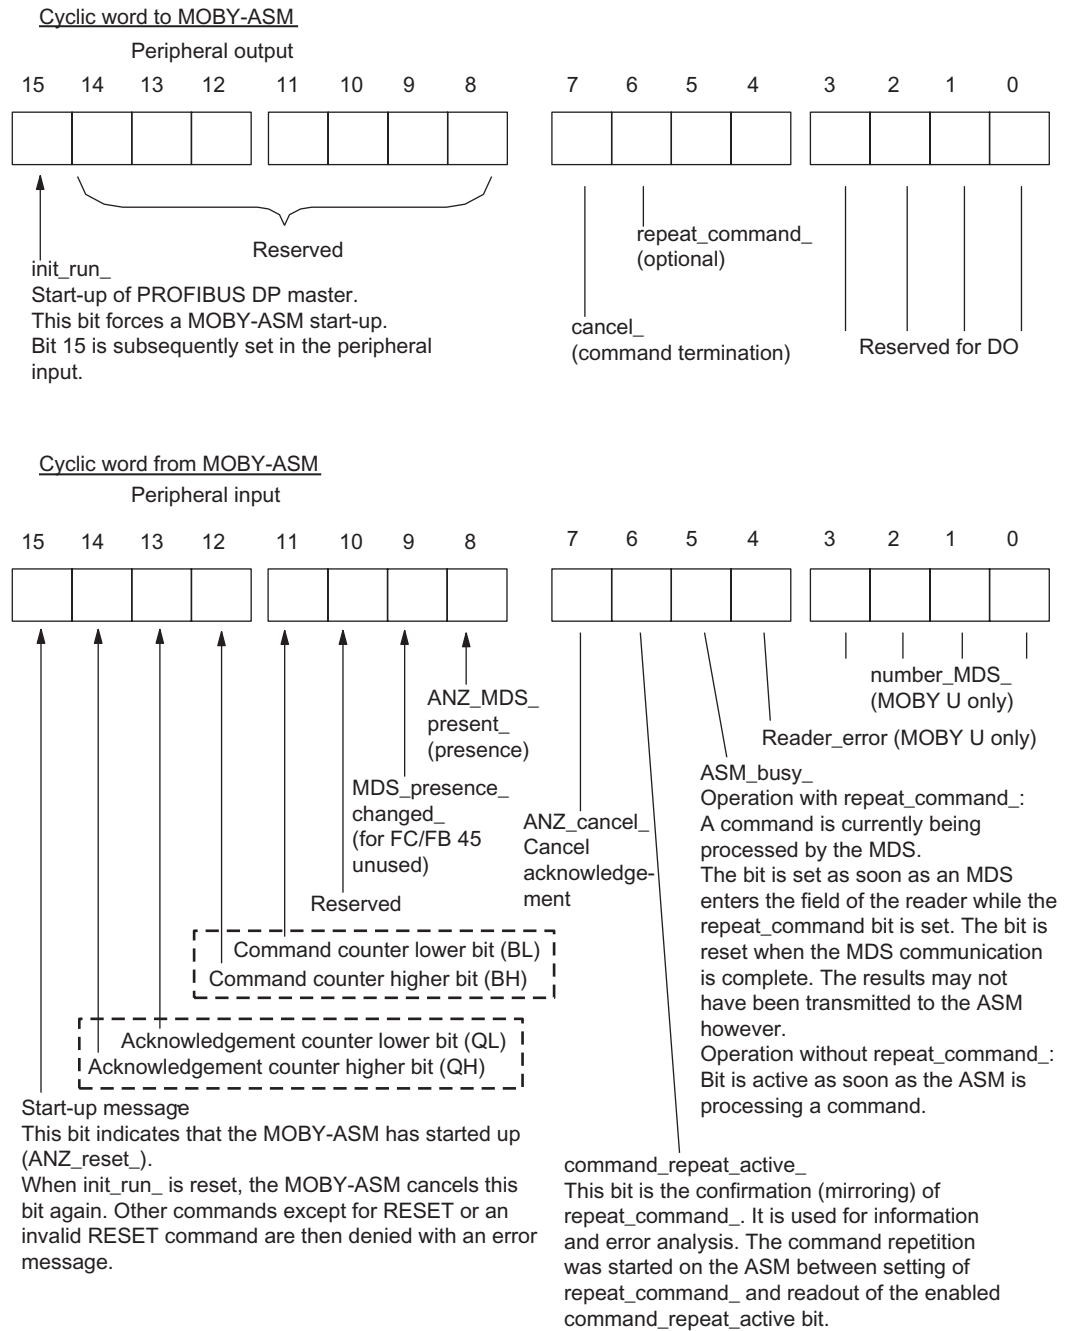 Cyclic word to MOBY-ASM
Peripheral output
15 14 13 12 11 10 9 8 7 6 5 4 3 2 1 0
Reserved
init_run_
Start-up of PROFIBUS DP master.
This bit forces a MOBY-ASM start-up.
Bit 15 is subsequently set in the peripheral
input.
repeat_command_
(optional)
cancel_
(command termination)
Reserved for DO
Cyclic word from MOBY-ASM
Peripheral input
15 14 13 12 11 10 9 8 7 6 5 4 3 2 1 0
ANZ_MDS_
present_
(presence)
MDS_presence_
changed_
(for FC/FB 45
unused)
Reserved
Command counter lower bit (BL)
Command counter higher bit (BH)
Acknowledgement counter lower bit (QL)
Acknowledgement counter higher bit (QH)
Start-up message
This bit indicates that the MOBY-ASM has started up
(ANZ_reset_).
When init_run_ is reset, the MOBY-ASM cancels this
bit again. Other commands except for RESET or an
invalid RESET command are then denied with an error
message.
number_MDS_
(MOBY U only)
Reader_error (MOBY U only)
ASM_busy_
Operation with repeat_command_:
A command is currently being
processed by the MDS.
The bit is set as soon as an MDS
enters the field of the reader while the
repeat_command bit is set. The bit is
reset when the MDS communication
is complete. The results may not
have been transmitted to the ASM
however.
Operation without repeat_command_:
Bit is active as soon as the ASM is
processing a command.
ANZ_cancel_
Cancel
acknowledge-
ment
command_repeat_active_
This bit is the confirmation (mirroring) of
repeat_command_. It is used for information
and error analysis. The command repetition
was started on the ASM between setting of
repeat_command_ and readout of the enabled
command_repeat_active bit.